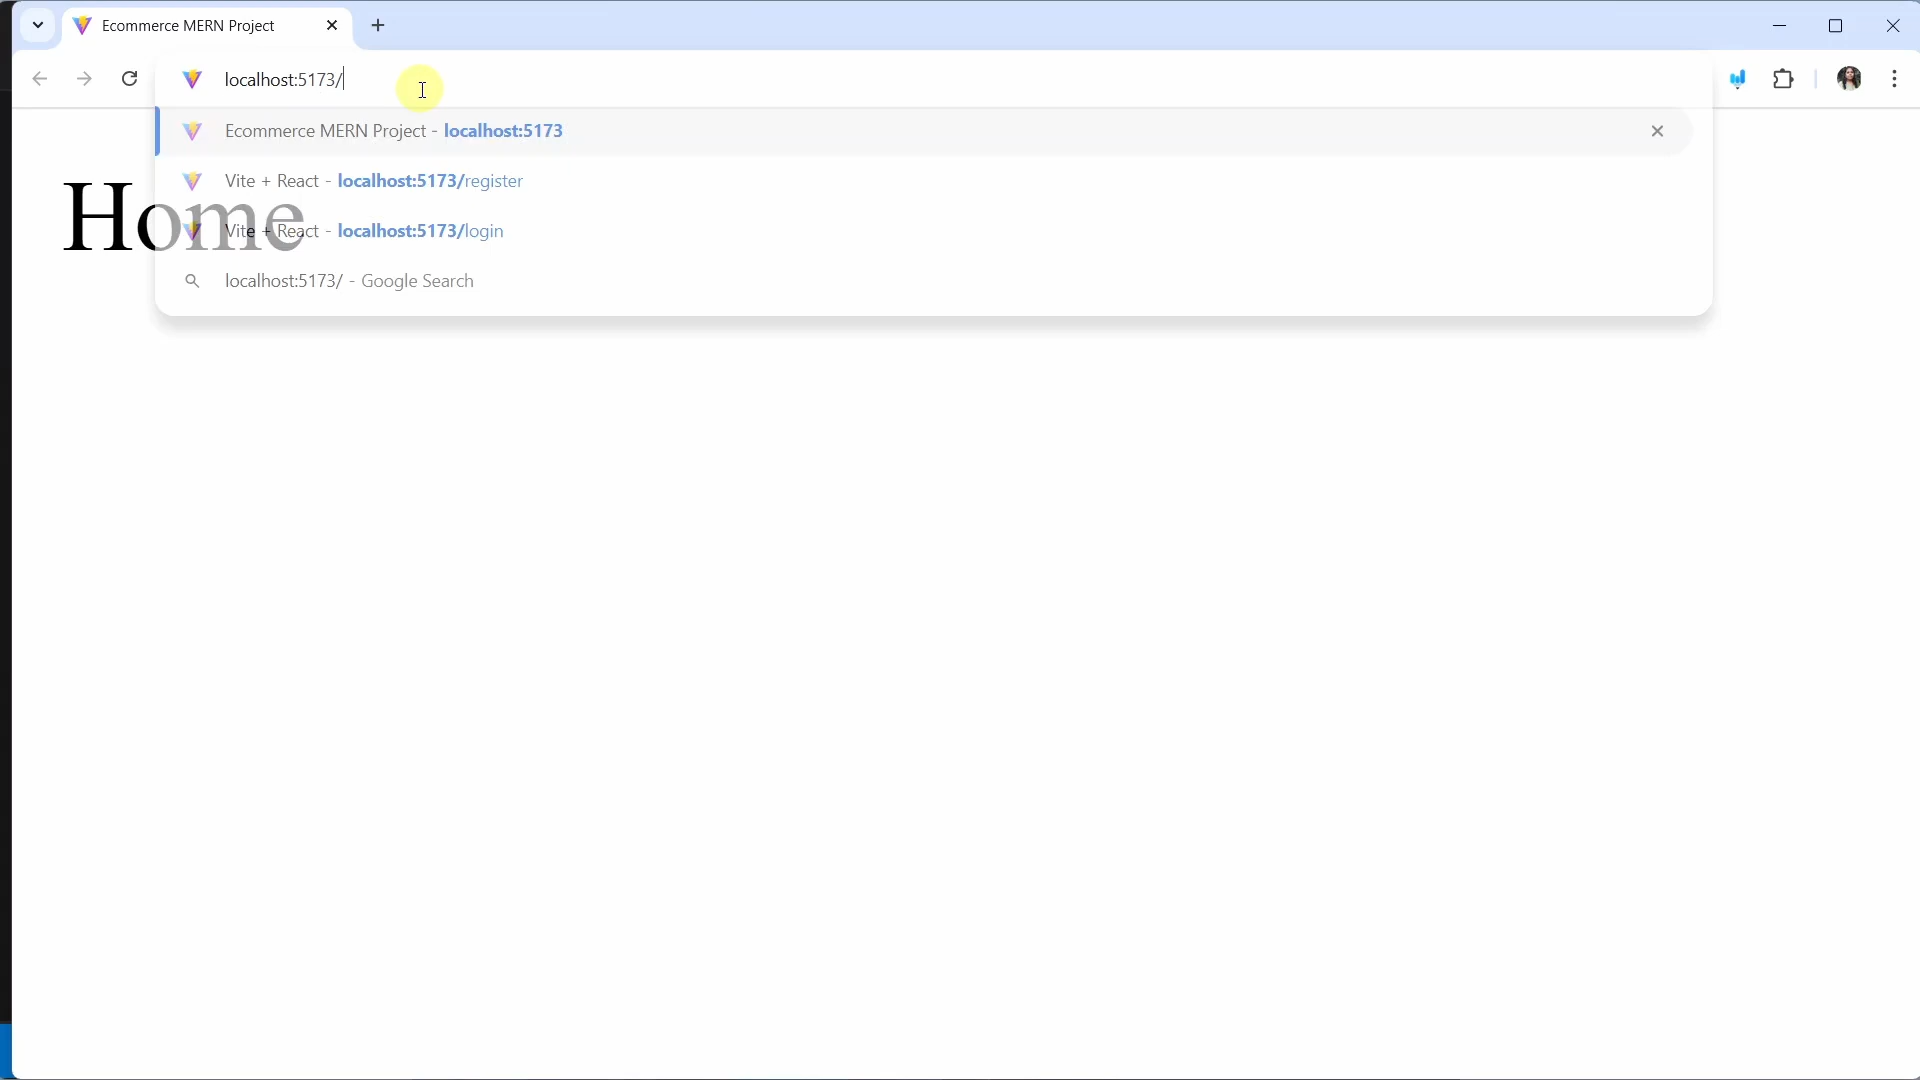 Ecommerce MERN Project
localhost:5173/
Ecommerce MERN Project - localhost:5173
Vite + React - localhost:5173/register
Home
Vite + React - localhost:5173/login
localhost:5173/ - Google Search